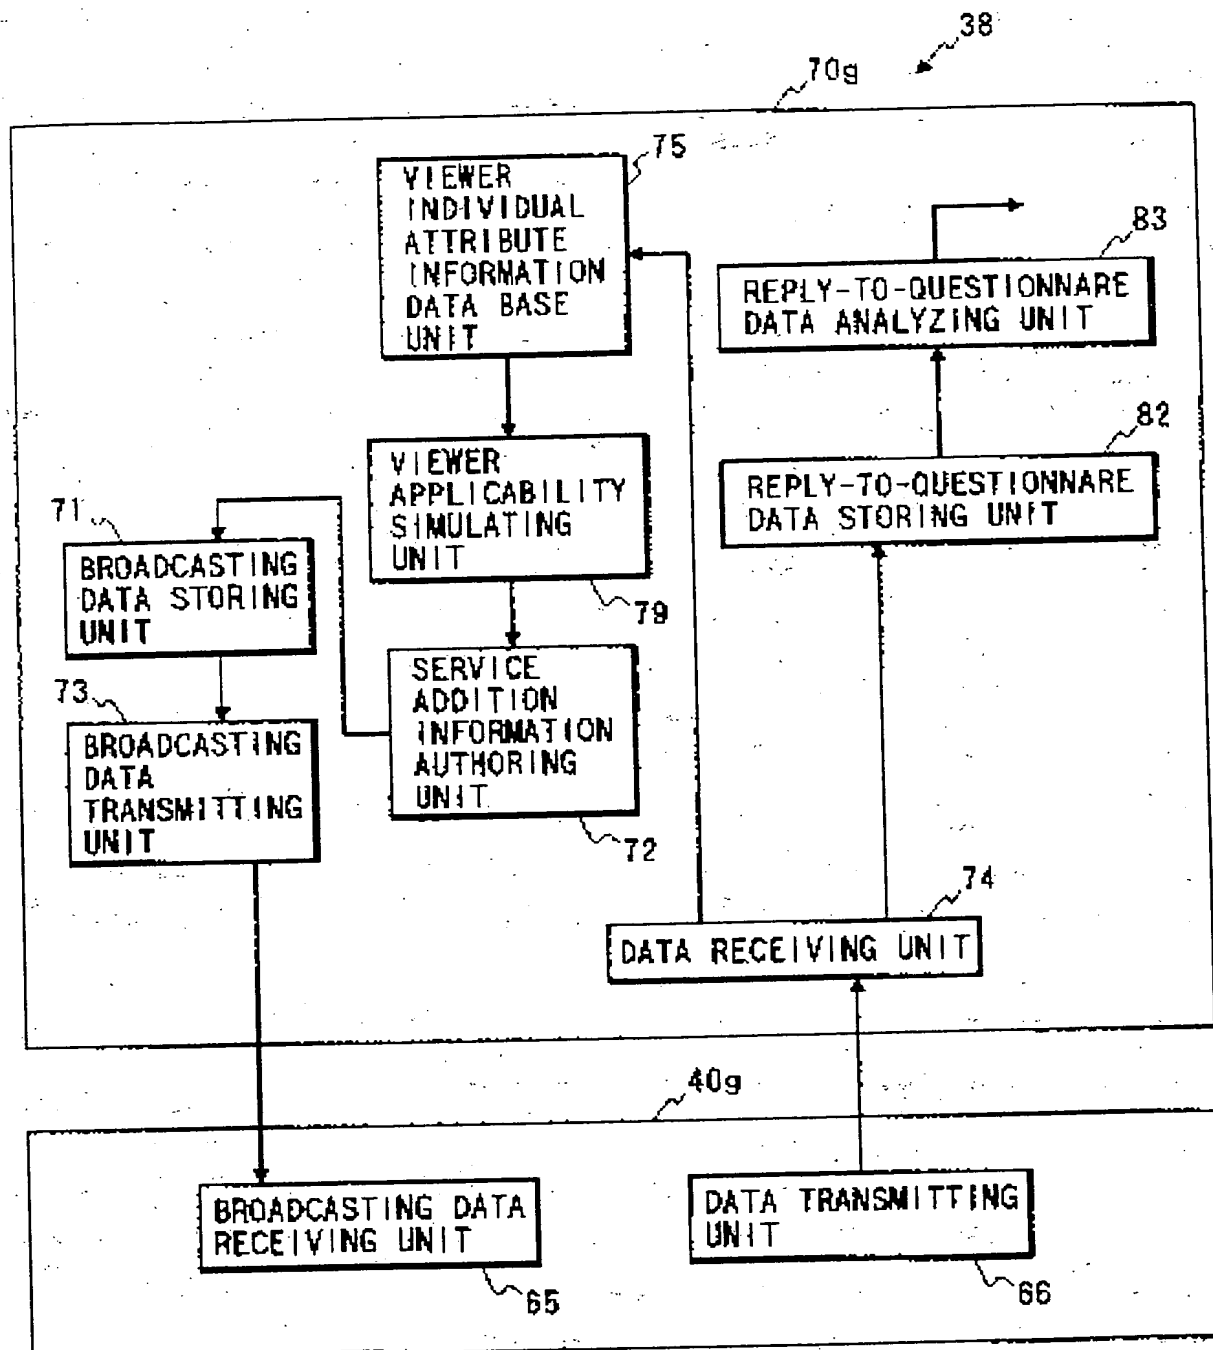 38
70g
75
VIEWER
INDIVIDUAL
ATTRIBUTE
INFORMATION
DATA BASE
UNIT
83
REPLY-TO-QUESTIONNARE
DATA ANALYZING UNIT
82
REPLY-TO-QUESTIONNARE
DATA STORING UNIT
VIEWER
APPLICABILITY
SIMULATING
UNIT
79
71
BROADCASTING
DATA STORING
UNIT
SERVICE
ADDITION
INFORMATION
AUTHORING
UNIT
72
73
BROADCASTING
DATA
TRANSMITTING
UNIT
74
DATA RECEIVING UNIT
40g
BROADCASTING DATA
RECEIVING UNIT
65
DATA TRANSMITTING
UNIT
66